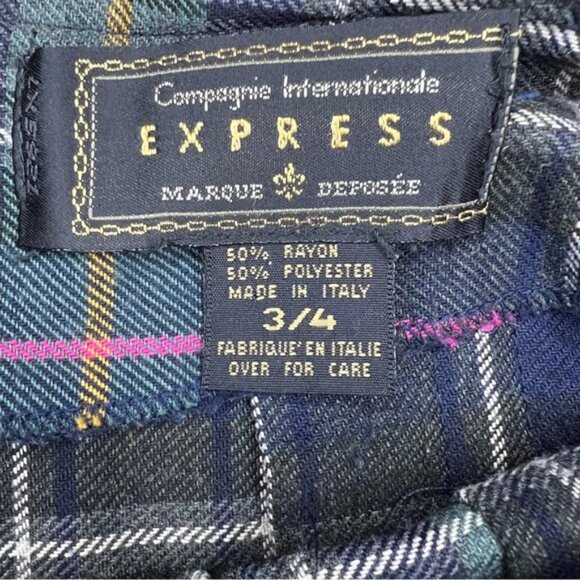 Compagnie Internationale
EXPRESS
MARQUE DEPOSÉE
50% RAYON
50% POLYESTER
MADE IN ITALY
3/4
FABRIQUÉ EN ITALIE
OVER FOR CARE